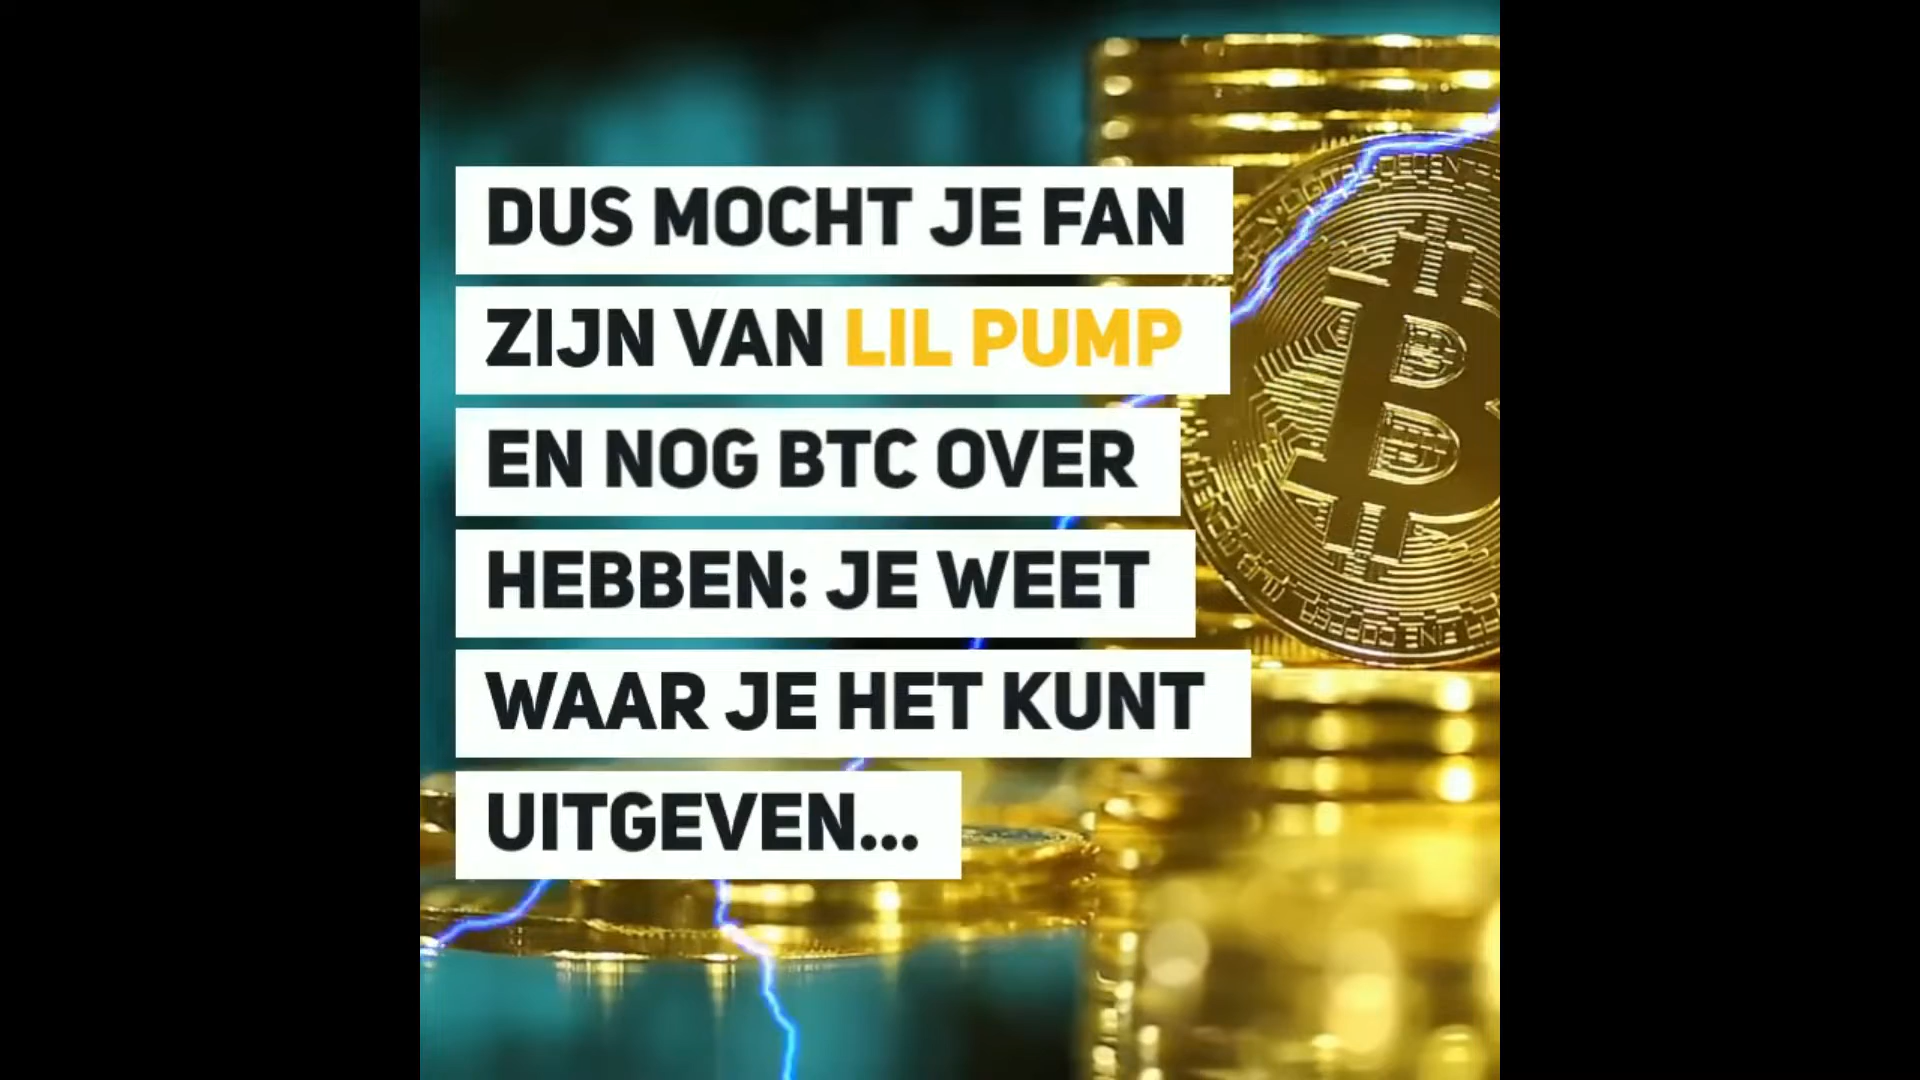 DUS MOCHT JE FAN
ZIJN VAN LIL PUMP
EN NOG BTC OVER
HEBBEN: JE WEET
WAAR JE HET KUNT
UITGEVEN...